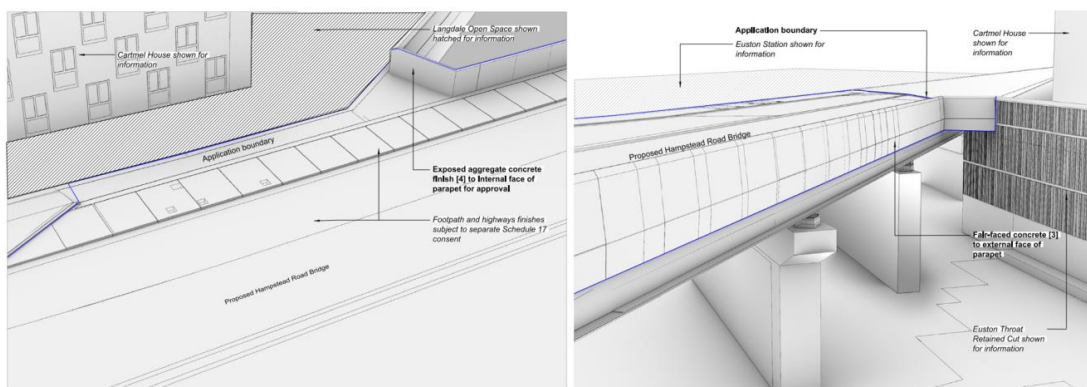 Langdale Open Space shown
hatched for information
Cartmel House shown for
information
Application boundary
Exposed aggregate concrete
finish [4] to internal face of
parapet for approval
Footpath and highways finishes
subject to separate Schedule 17
consent
Proposed Hampstead Road Bridge
Application boundary
Euston Station shown for
information
Cartmel House
shown for
information
Proposed Hampstead Road Bridge
Fair-faced concrete [3]
to external face of
parapet
Euston Throat
Retained Cut shown
for information